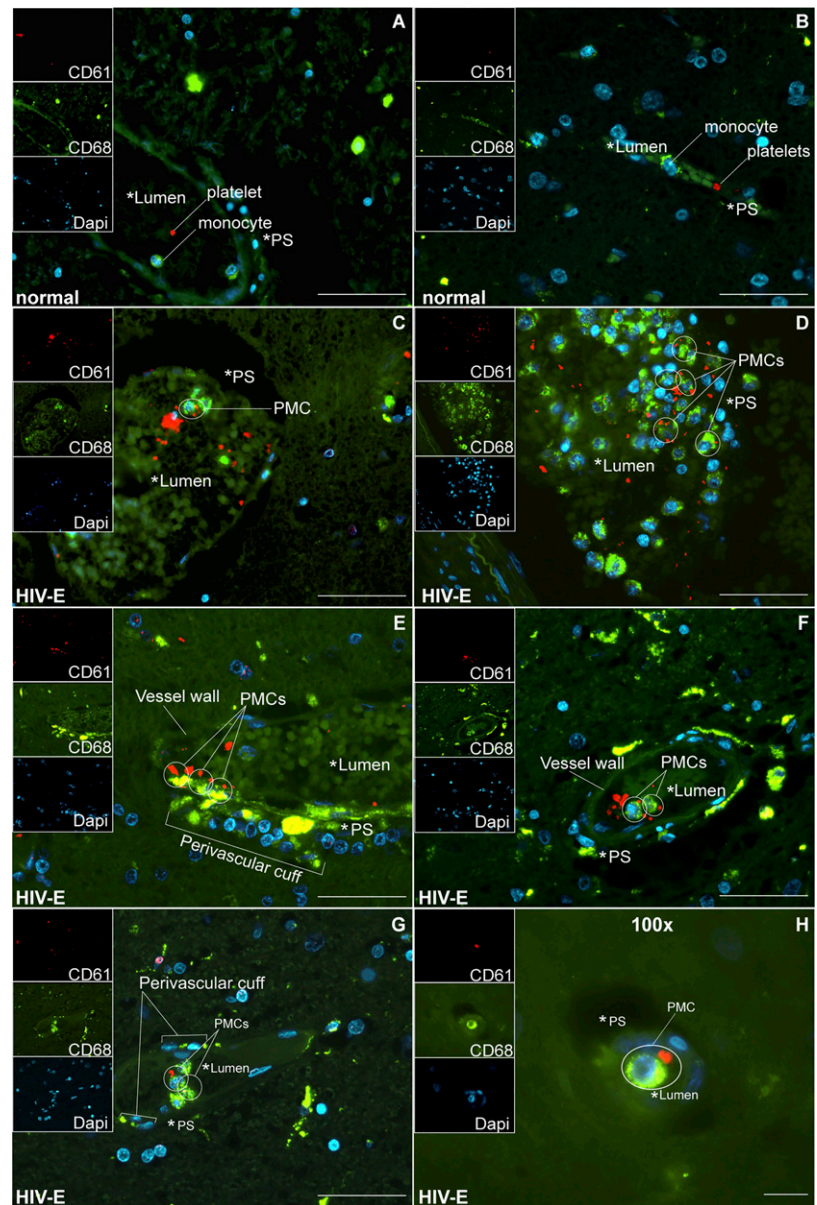 A
CD61
CD68
Dapi
*Lumen
platelet
monocyte
*PS
normal
B
CD61
CD68
Dapi
monocyte
*Lumen
platelets
*PS
normal
C
CD61
CD68
Dapi
*PS
PMC
*Lumen
HIV-E
D
CD61
CD68
Dapi
PMCs
*PS
*Lumen
HIV-E
E
CD61
CD68
Dapi
Vessel wall
PMCs
*Lumen
*PS
Perivascular cuff
HIV-E
F
CD61
CD68
Dapi
Vessel wall
PMCs
*Lumen
*PS
HIV-E
G
CD61
CD68
Dapi
Perivascular cuff
PMCs
*Lumen
*PS
HIV-E
100x
H
CD61
CD68
Dapi
*PS
PMC
*Lumen
HIV-E